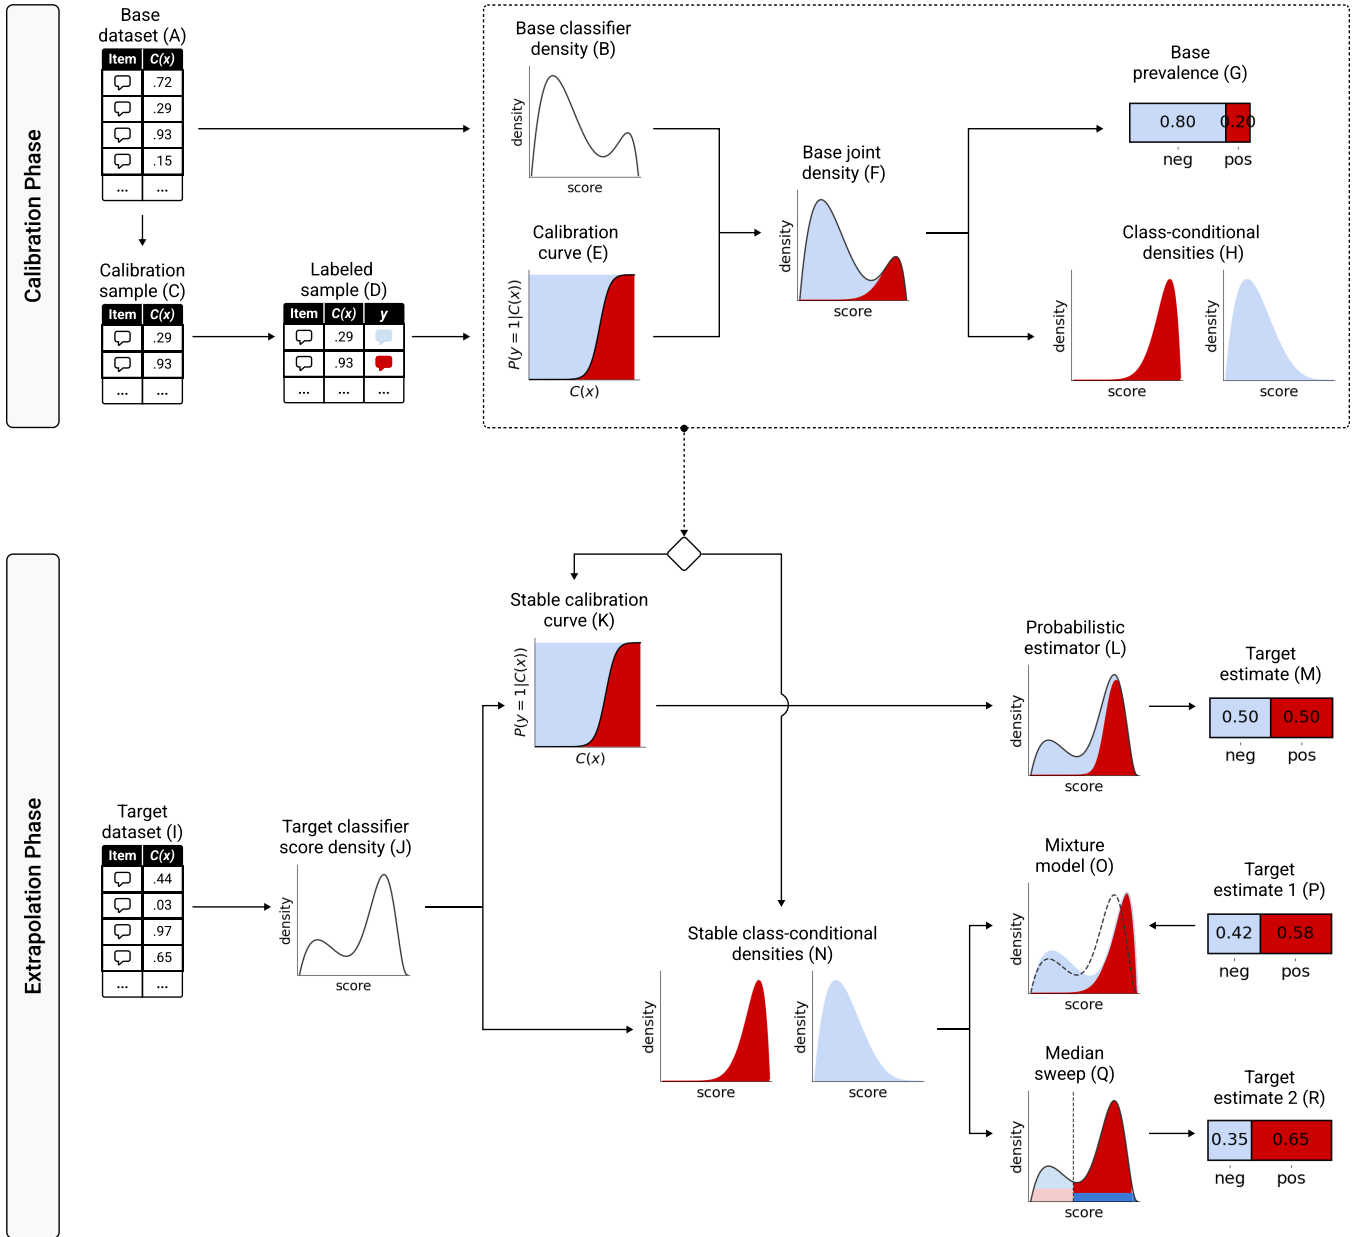 Calibration Phase
Base
dataset (A)
Item C(x)
.72
.29
.93
.15
... ...
Calibration
sample (C)
Item C(x)
.29
.93
... ...
Labeled
sample (D)
Item C(x) y
.29
.93
... ... ...
Base classifier
density (B)
density
score
Calibration
curve (E)
P(y = 1|C(x))
C(x)
Base joint
density (F)
density
score
Base
prevalence (G)
0.80 0.20
neg pos
Class-conditional
densities (H)
density
score
density
score
Extrapolation Phase
Target
dataset (I)
Item C(x)
.44
.03
.97
.65
... ...
Target classifier
score density (J)
density
score
Stable calibration
curve (K)
P(y = 1|C(x))
C(x)
Probabilistic
estimator (L)
density
score
Target
estimate (M)
0.50 0.50
neg pos
Stable class-conditional
densities (N)
density
score
density
score
Mixture
model (O)
density
score
Target
estimate 1 (P)
0.42 0.58
neg pos
Median
sweep (Q)
density
score
Target
estimate 2 (R)
0.35 0.65
neg pos